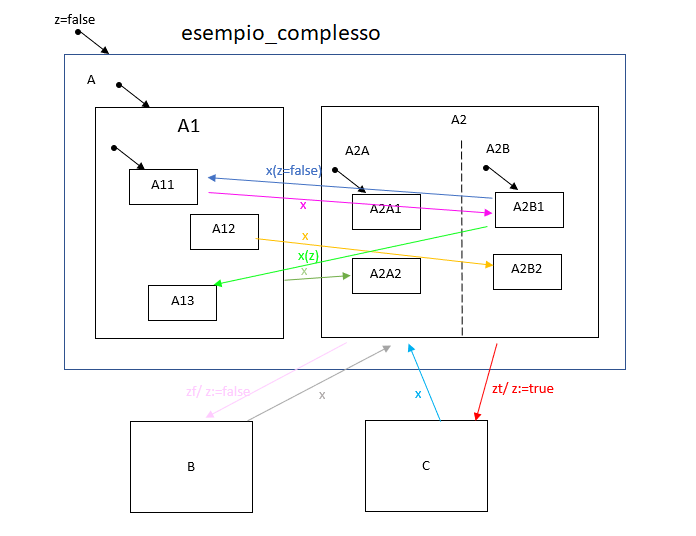 z=false
esempio_complesso
A
A1
A2
A2A
A2B
x(z=false)
A11
x
A2A1
A2B1
A12
x
x(z)
x
A2A2
A2B2
A13
zf/ z:=false
x
x
zt/ z:=true
B
C